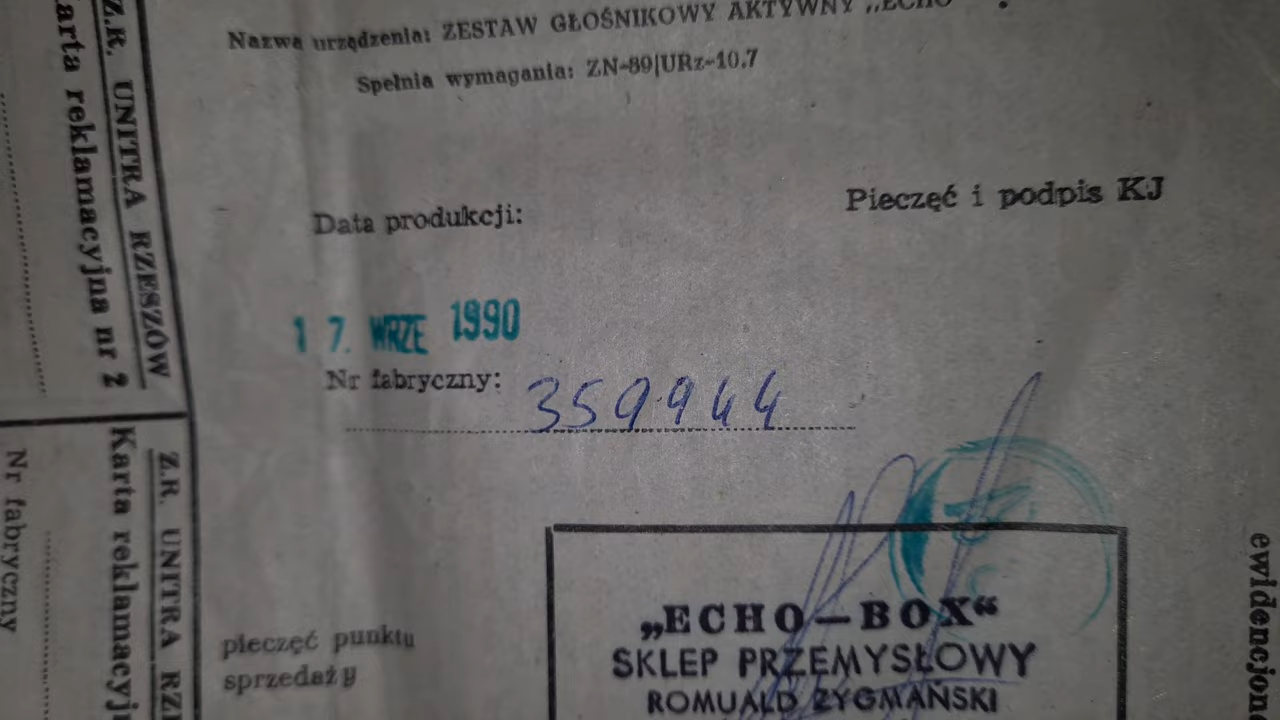 Z.R. UNITRA RZESZÓW
Karta reklamacyjna nr 2
Z.R. UNITRA
Karta
Nr fabryczny
Nazwa urządzenia: ZESTAW GŁOŚNIKOWY AKTYWNY „ECHO
Spełnia wymagania: ZN-89|URz-10.7
Data produkcji:
Pieczęć i podpis KJ
17. WRZE 1990
Nr fabryczny: 359944
„ECHO—BOX“
SKLEP PRZEMYSŁOWY
ROMUALD ZYGMAŃSKI
pieczęć punktu
sprzedaży